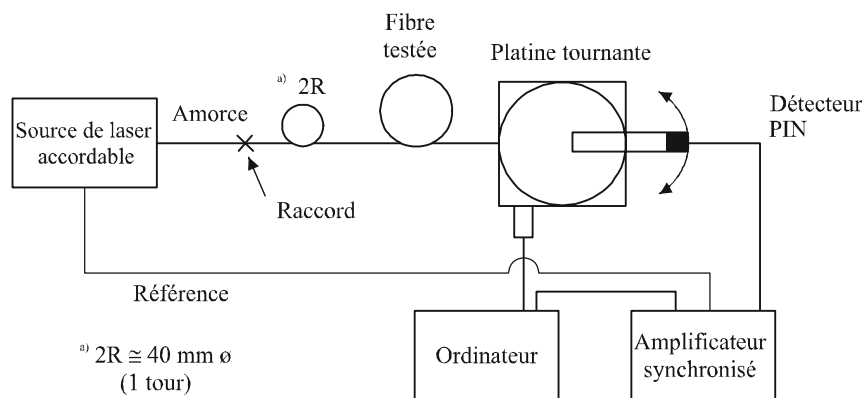 Fibre
testée
Platine tournante
a) 2R
Détecteur
PIN
Amorce
Source de laser
accordable
Raccord
Référence
a) 2R ≅ 40 mm ø
(1 tour)
Ordinateur
Amplificateur
synchronisé